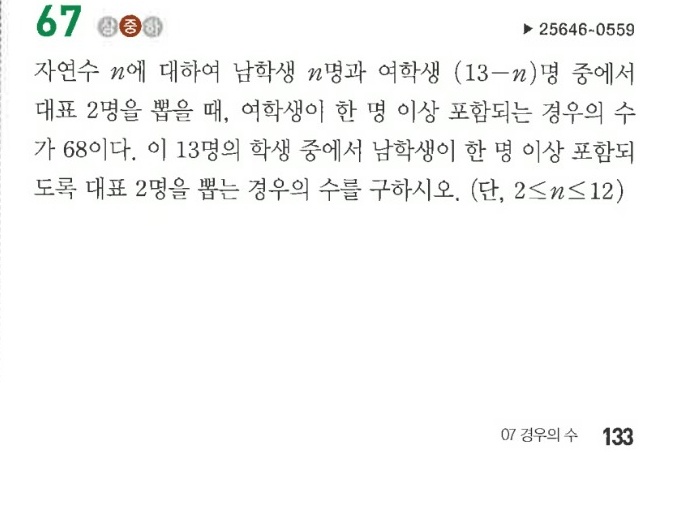 67 상 중 하
▶ 25646-0559
자연수 n에 대하여 남학생 n명과 여학생 (13-n)명 중에서
대표 2명을 뽑을 때, 여학생이 한 명 이상 포함되는 경우의 수
가 68이다. 이 13명의 학생 중에서 남학생이 한 명 이상 포함되
도록 대표 2명을 뽑는 경우의 수를 구하시오. (단, 2≤n≤12)
07 경우의 수 133